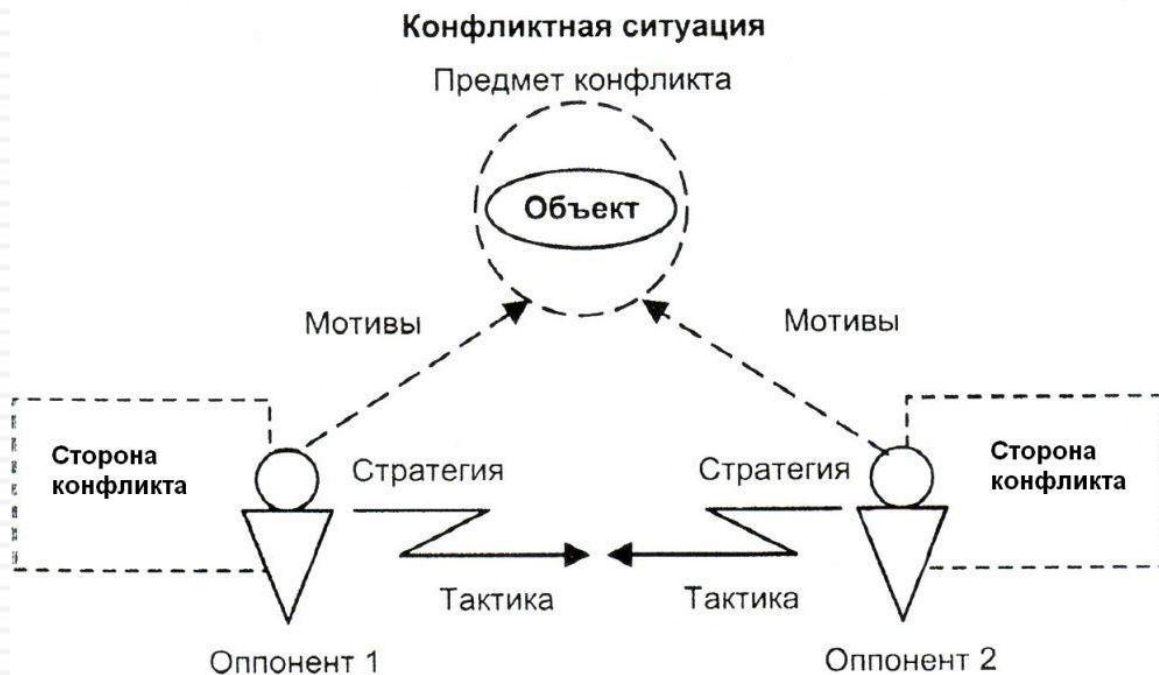 Конфликтная ситуация
Предмет конфликта
Объект
Мотивы
Мотивы
Сторона
конфликта
Стратегия
Стратегия
Сторона
конфликта
Тактика
Тактика
Оппонент 1
Оппонент 2